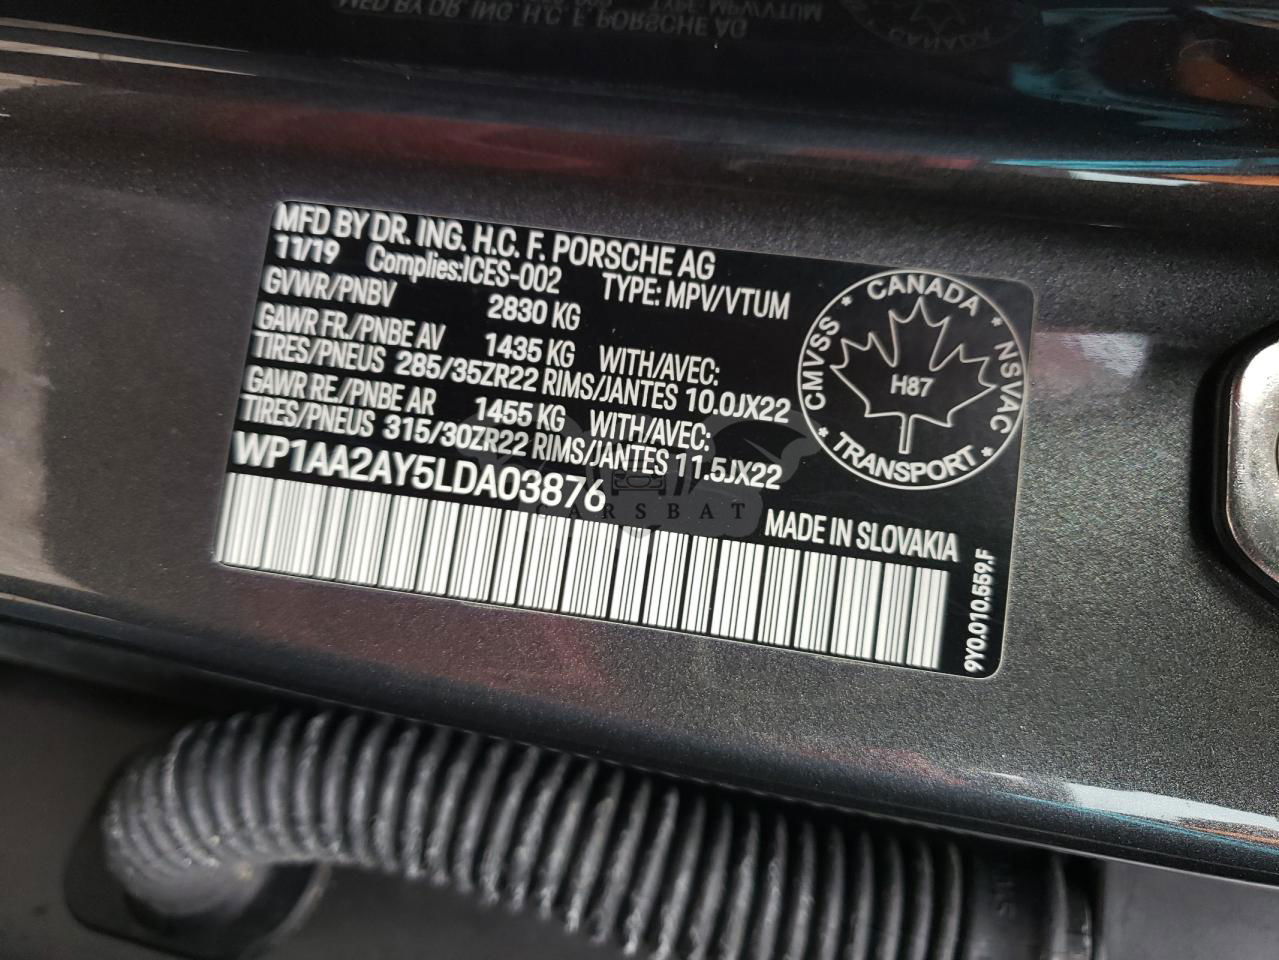 MFD BY DR. ING. H.C. F. PORSCHE AG
11/19 Complies:ICES-002 TYPE: MPV/VTUM
GVWR/PNBV 2830 KG
GAWR FR./PNBE AV 1435 KG WITH/AVEC:
TIRES/PNEUS 285/35ZR22 RIMS/JANTES 10.0JX22
GAWR RE./PNBE AR 1455 KG WITH/AVEC:
TIRES/PNEUS 315/30ZR22 RIMS/JANTES 11.5JX22
WP1AA2AY5LDA03876
MADE IN SLOVAKIA
CANADA
CMVSS • NSVAC
H87
TRANSPORT
9Y0.010.559.F
CARSBAT